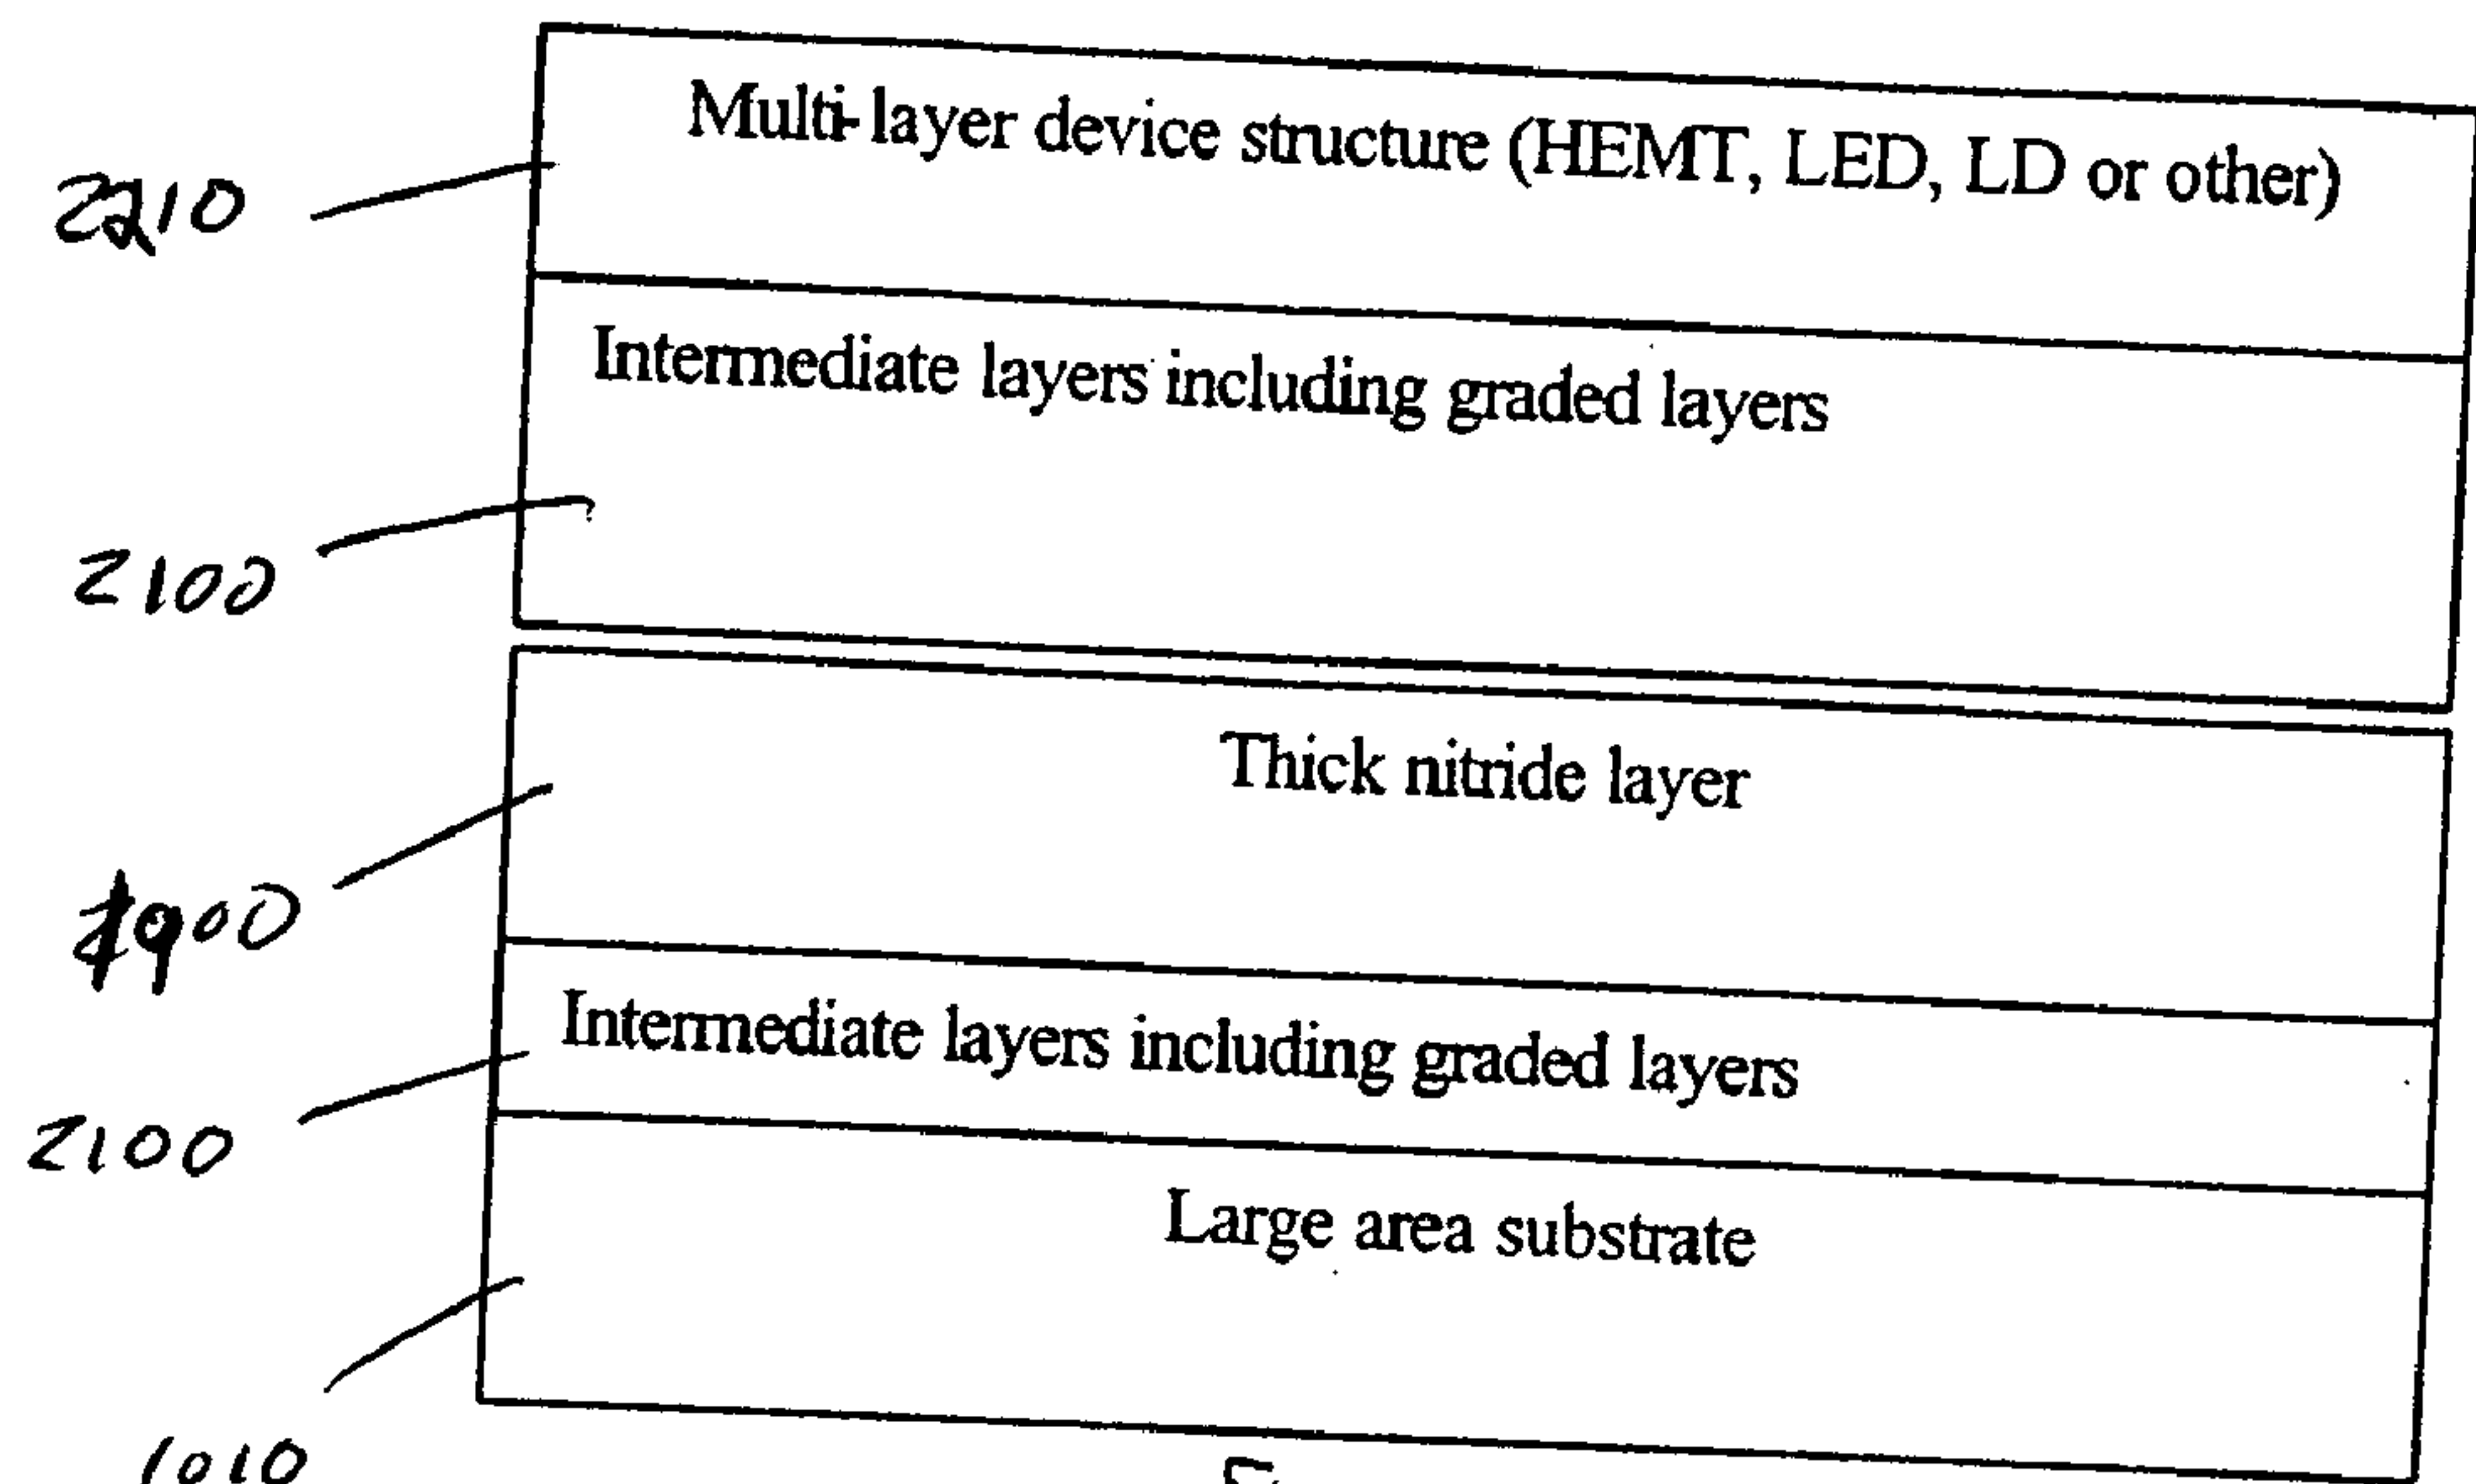 Multi-layer device structure (HEMT, LED, LD or other)
2210
Intermediate layers including graded layers
2100
Thick nitride layer
1900
Intermediate layers including graded layers
2100
Large area substrate
1010